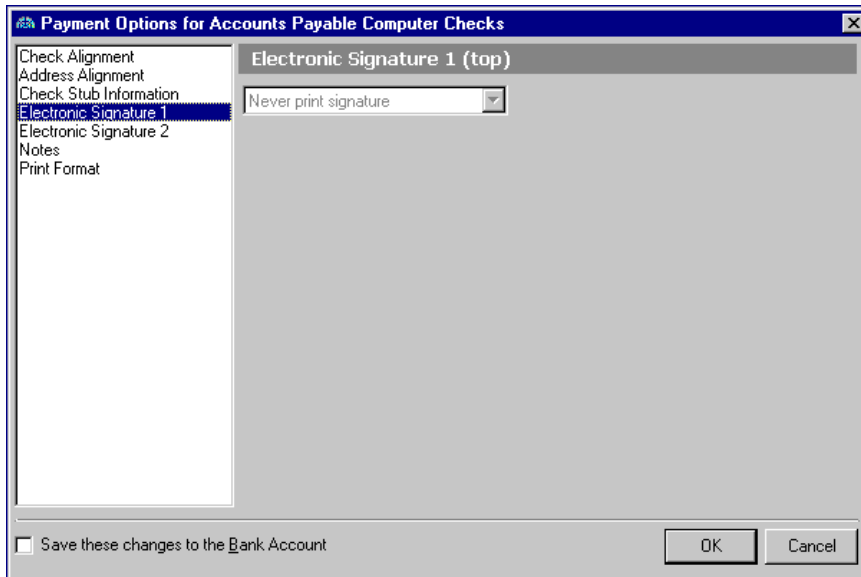 Payment Options for Accounts Payable Computer Checks
Check Alignment
Address Alignment
Check Stub Information
Electronic Signature 1
Electronic Signature 2
Notes
Print Format
Electronic Signature 1 (top)
Never print signature
Save these changes to the Bank Account
OK
Cancel